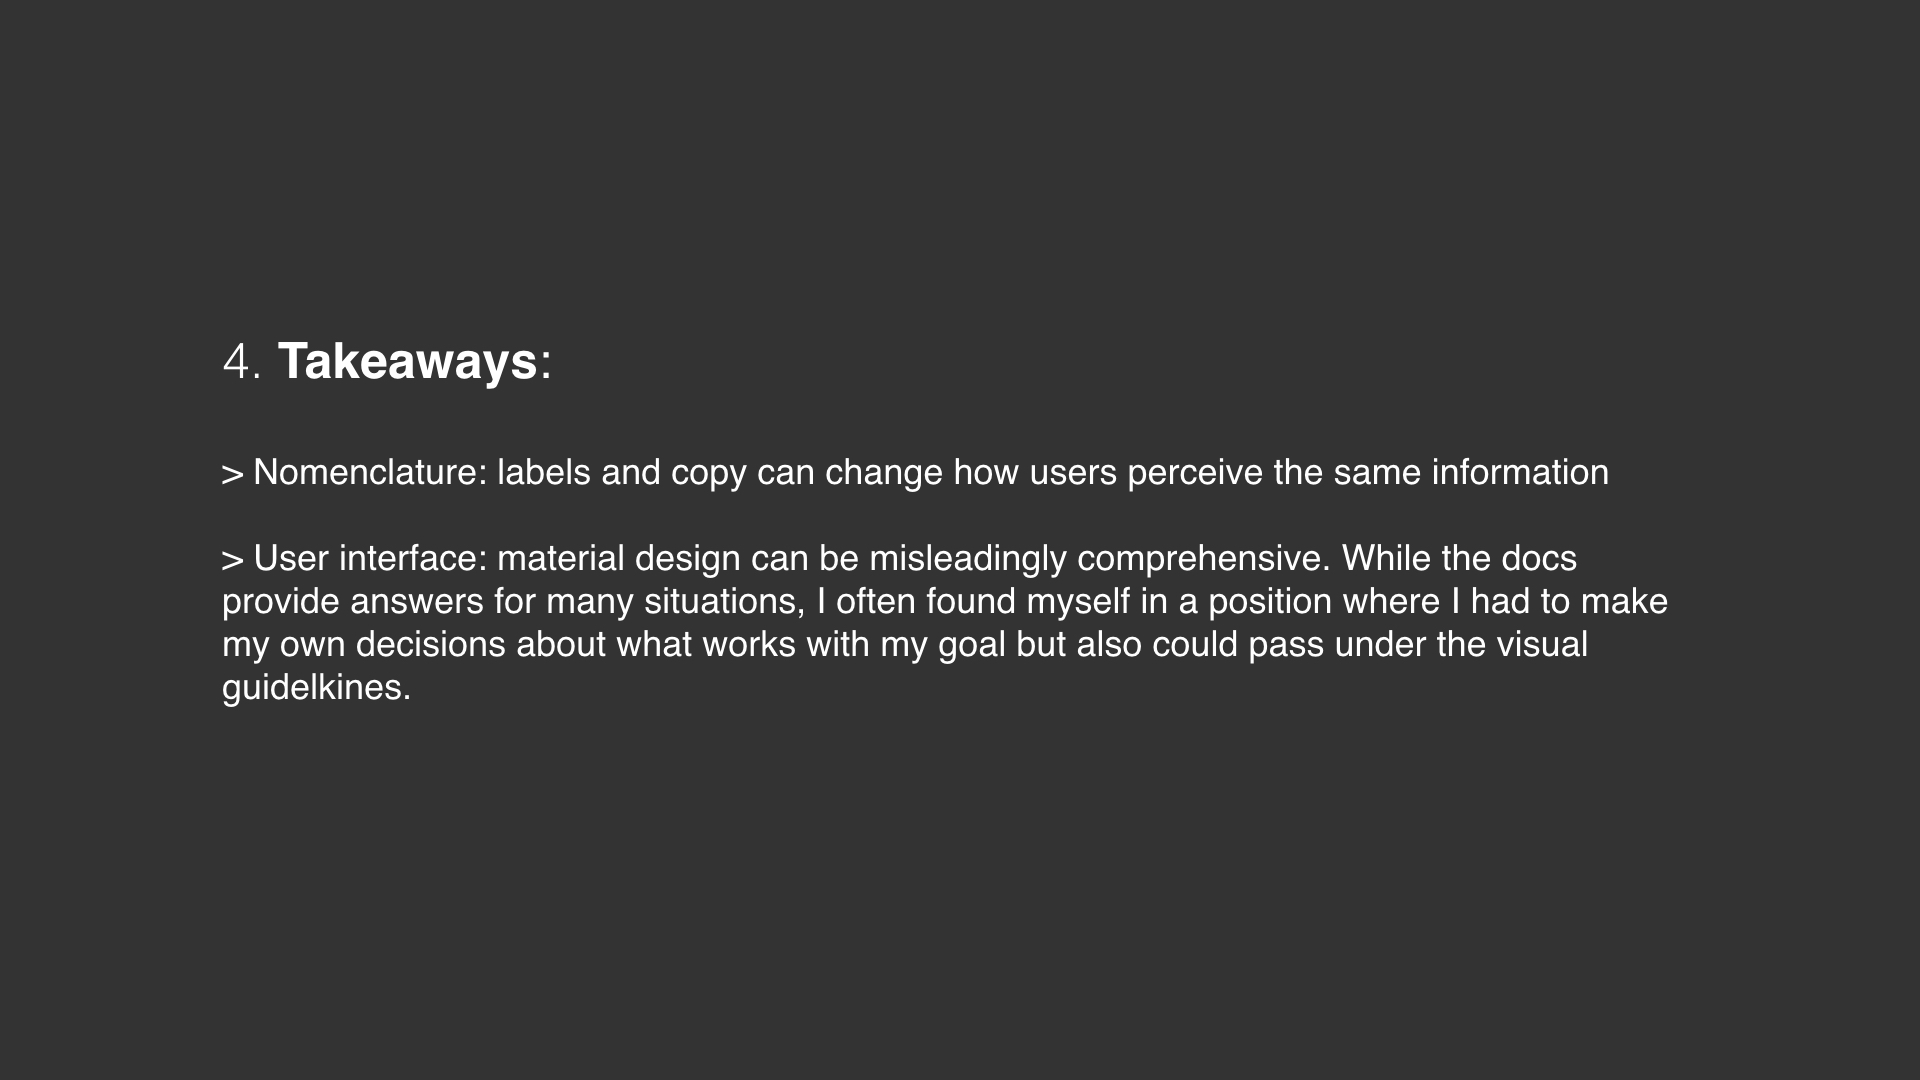 4. Takeaways:
> Nomenclature: labels and copy can change how users perceive the same information
> User interface: material design can be misleadingly comprehensive. While the docs
provide answers for many situations, I often found myself in a position where I had to make
my own decisions about what works with my goal but also could pass under the visual
guidelkines.